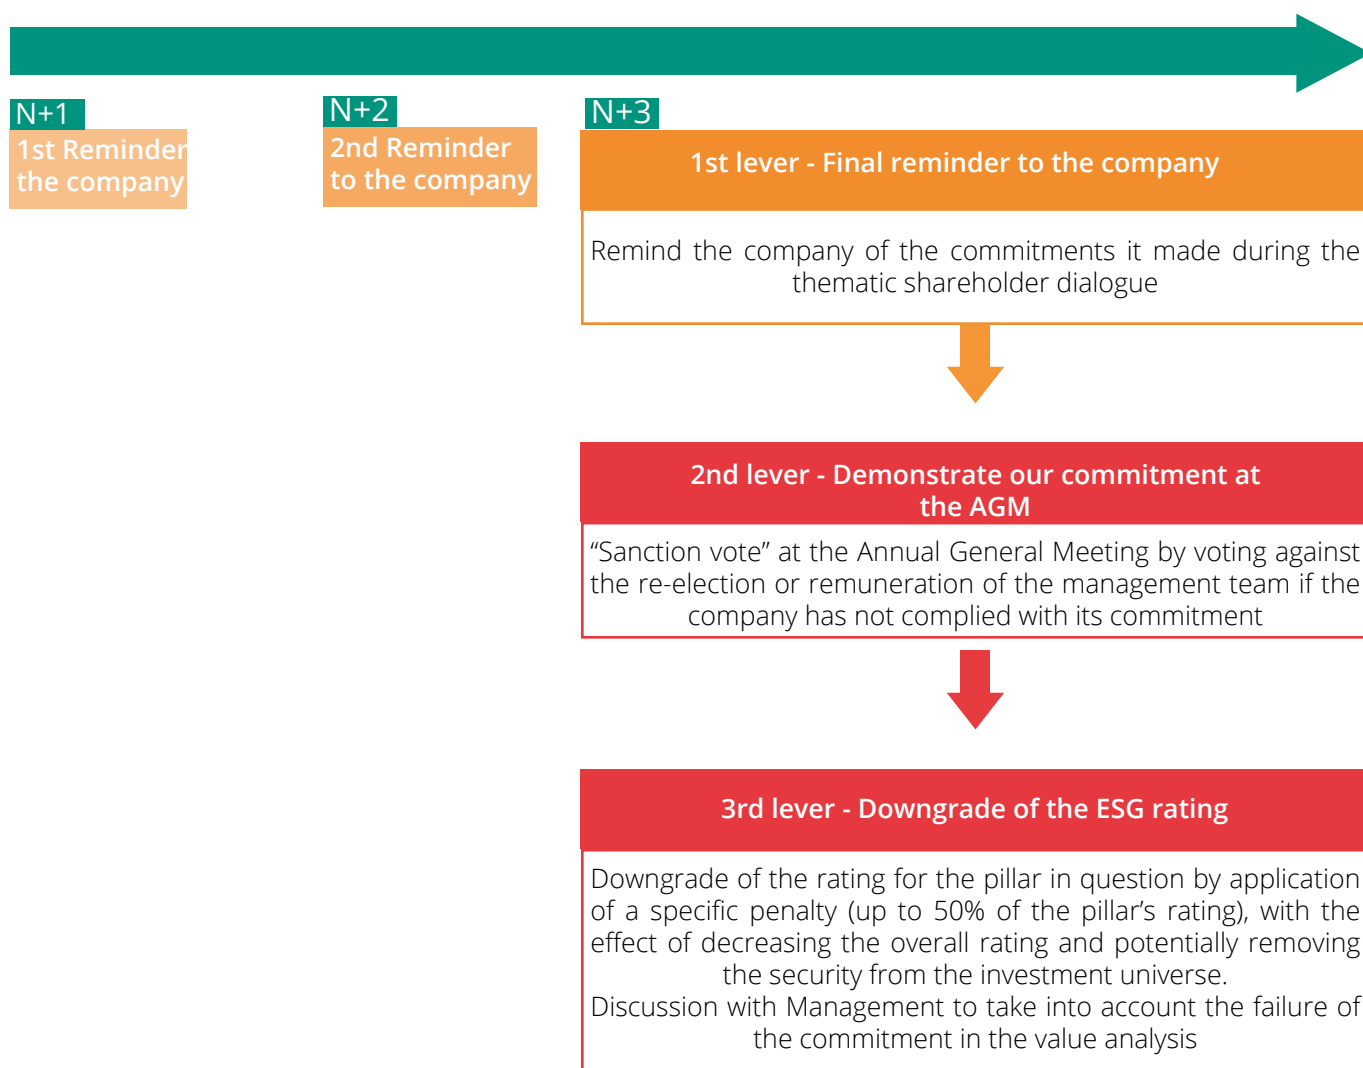 N+1
1st Reminder
the company
N+2
2nd Reminder
to the company
N+3
1st lever - Final reminder to the company
Remind the company of the commitments it made during the
thematic shareholder dialogue
2nd lever - Demonstrate our commitment at
the AGM
“Sanction vote” at the Annual General Meeting by voting against
the re-election or remuneration of the management team if the
company has not complied with its commitment
3rd lever - Downgrade of the ESG rating
Downgrade of the rating for the pillar in question by application
of a specific penalty (up to 50% of the pillar’s rating), with the
effect of decreasing the overall rating and potentially removing
the security from the investment universe.
Discussion with Management to take into account the failure of
the commitment in the value analysis